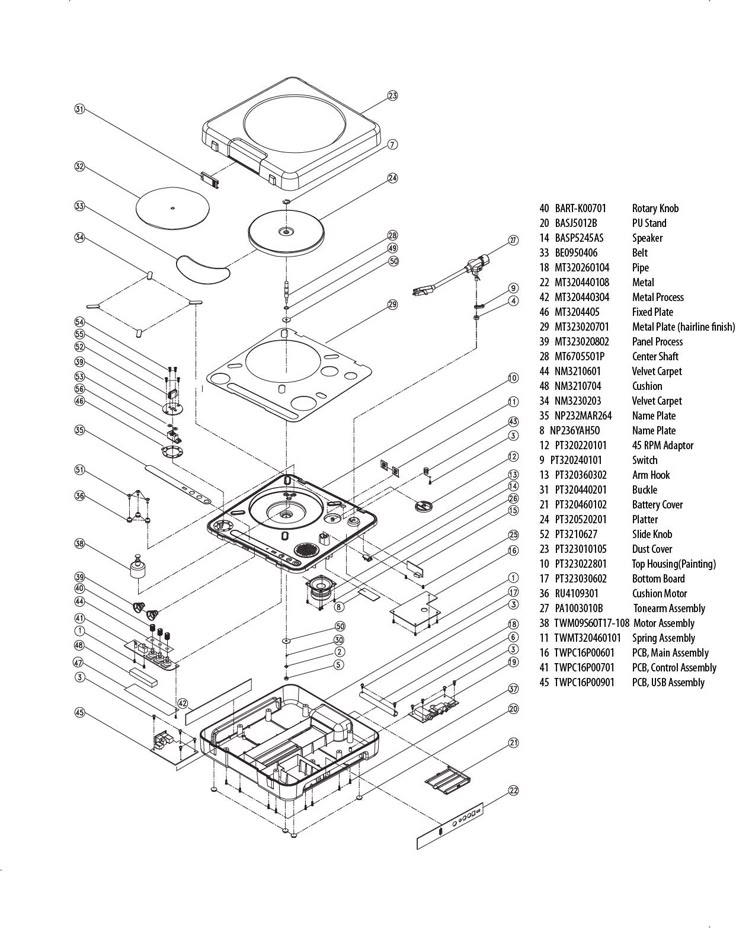 23
31
7
32
24
33
28
27
49
34
50
9
4
29
54
55
52
39
53
56
46
10
11
43
3
35
12
13
14
26
15
51
36
25
16
38
1
17
39
8
3
40
44
18
41
50
6
1
30
3
48
2
19
47
5
3
42
37
45
20
21
22
40 BART-K00701 Rotary Knob
20 BASJ5012B PU Stand
14 BASP5245AS Speaker
33 BE0950406 Belt
18 MT320260104 Pipe
22 MT320440108 Metal
42 MT320440304 Metal Process
46 MT3204405 Fixed Plate
29 MT323020701 Metal Plate (hairline finish)
39 MT323020802 Panel Process
28 MT6705501P Center Shaft
44 NM3210601 Velvet Carpet
48 NM3210704 Cushion
34 NM3230203 Velvet Carpet
35 NP232MAR264 Name Plate
8 NP236YAH50 Name Plate
12 PT320220101 45 RPM Adaptor
9 PT320240101 Switch
13 PT320360302 Arm Hook
31 PT320440201 Buckle
21 PT320460102 Battery Cover
24 PT320520201 Platter
52 PT3210627 Slide Knob
23 PT323010105 Dust Cover
10 PT323022801 Top Housing(Painting)
17 PT323030602 Bottom Board
36 RU4109301 Cushion Motor
27 PA1003010B Tonearm Assembly
38 TWM09S60T17-108 Motor Assembly
11 TWMT320460101 Spring Assembly
16 TWPC16P00601 PCB, Main Assembly
41 TWPC16P00701 PCB, Control Assembly
45 TWPC16P00901 PCB, USB Assembly